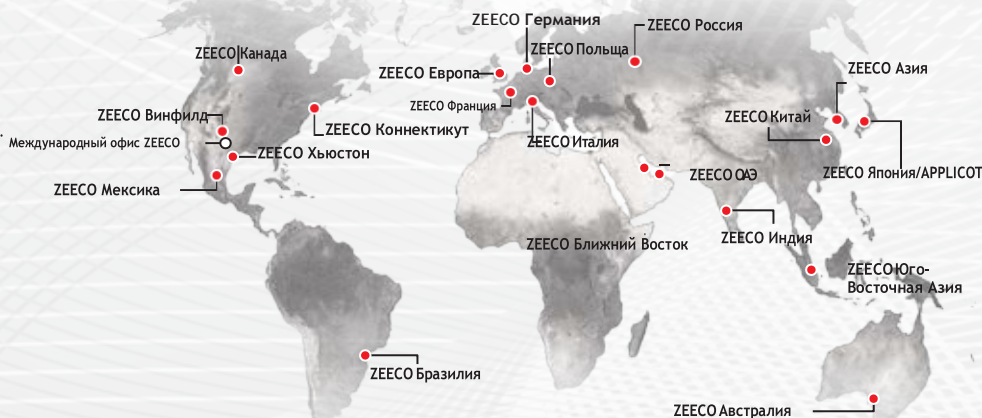 ZEECO Германия
ZEECO Россия
ZEECO Польща
ZEECO Канада
ZEECO Европа
ZEECO Азия
ZEECO Франция
ZEECO Винфилд
ZEECO Китай
ZEECO Коннектикут
Международный офис ZEECO
ZEECO Италия
ZEECO Хьюстон
ZEECO ОАЭ
ZEECO Япония/APPLICOT
ZEECO Мексика
ZEECO Индия
ZEECO Ближний Восток
ZEECO Юго-
Восточная Азия
ZEECO Бразилия
ZEECO Австралия